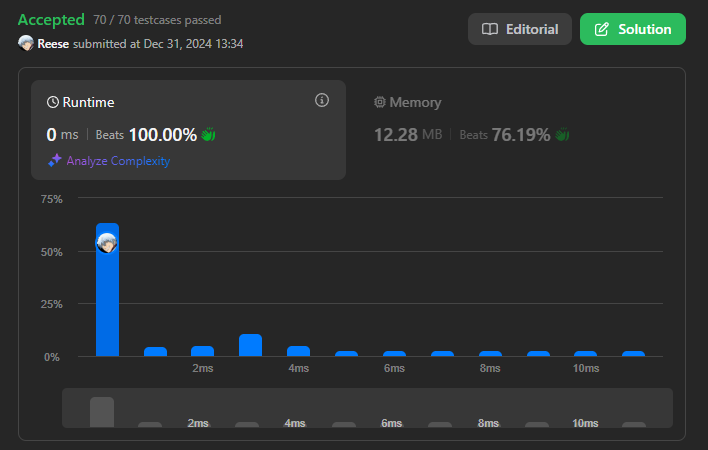 Accepted 70 / 70 testcases passed
Reese submitted at Dec 31, 2024 13:34
Editorial
Solution
Runtime
0 ms | Beats 100.00%
Analyze Complexity
Memory
12.28 MB | Beats 76.19%
75%
50%
25%
0%
2ms 4ms 6ms 8ms 10ms
2ms 4ms 6ms 8ms 10ms